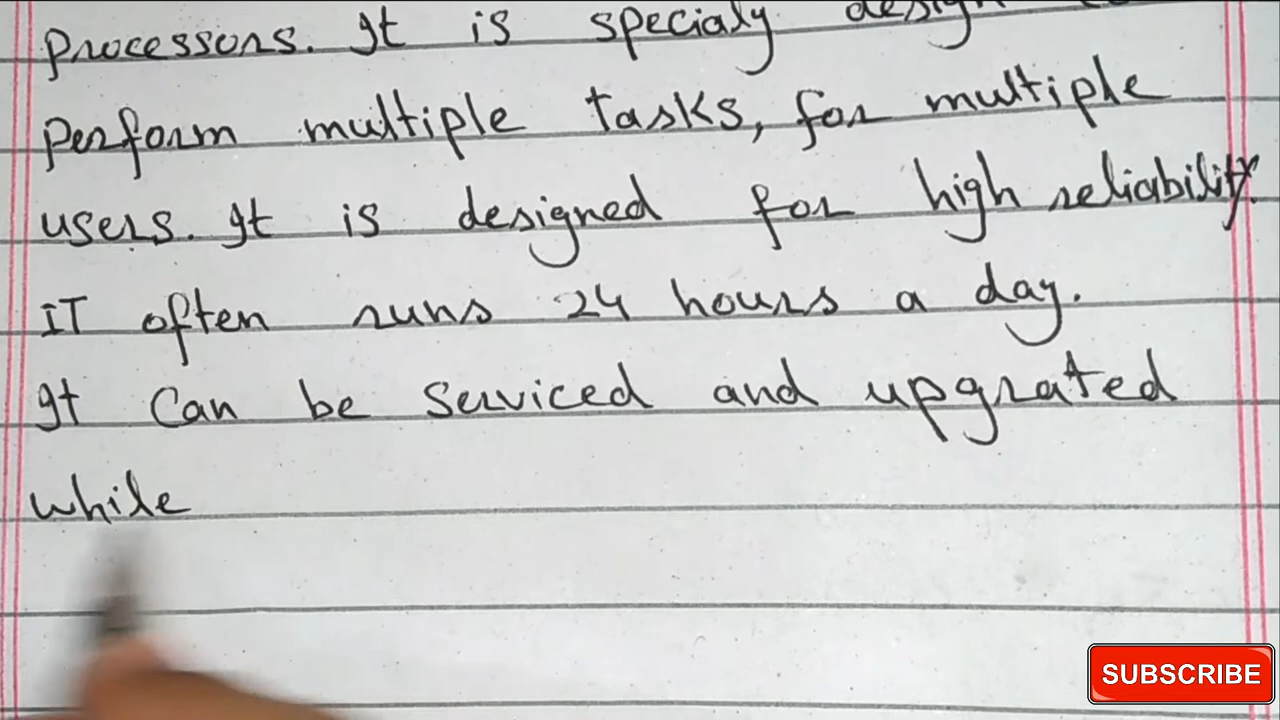 processors. It is specialy design
Perform multiple tasks, for multiple
users. It is designed for high reliability.
IT often runs 24 hours a day.
It Can be Serviced and upgrated
while
SUBSCRIBE